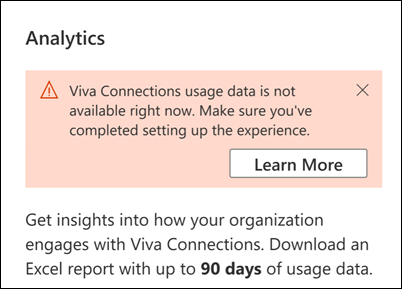 Analytics
Viva Connections usage data is not
available right now. Make sure you've
completed setting up the experience.
Learn More
Get insights into how your organization
engages with Viva Connections. Download an
Excel report with up to 90 days of usage data.